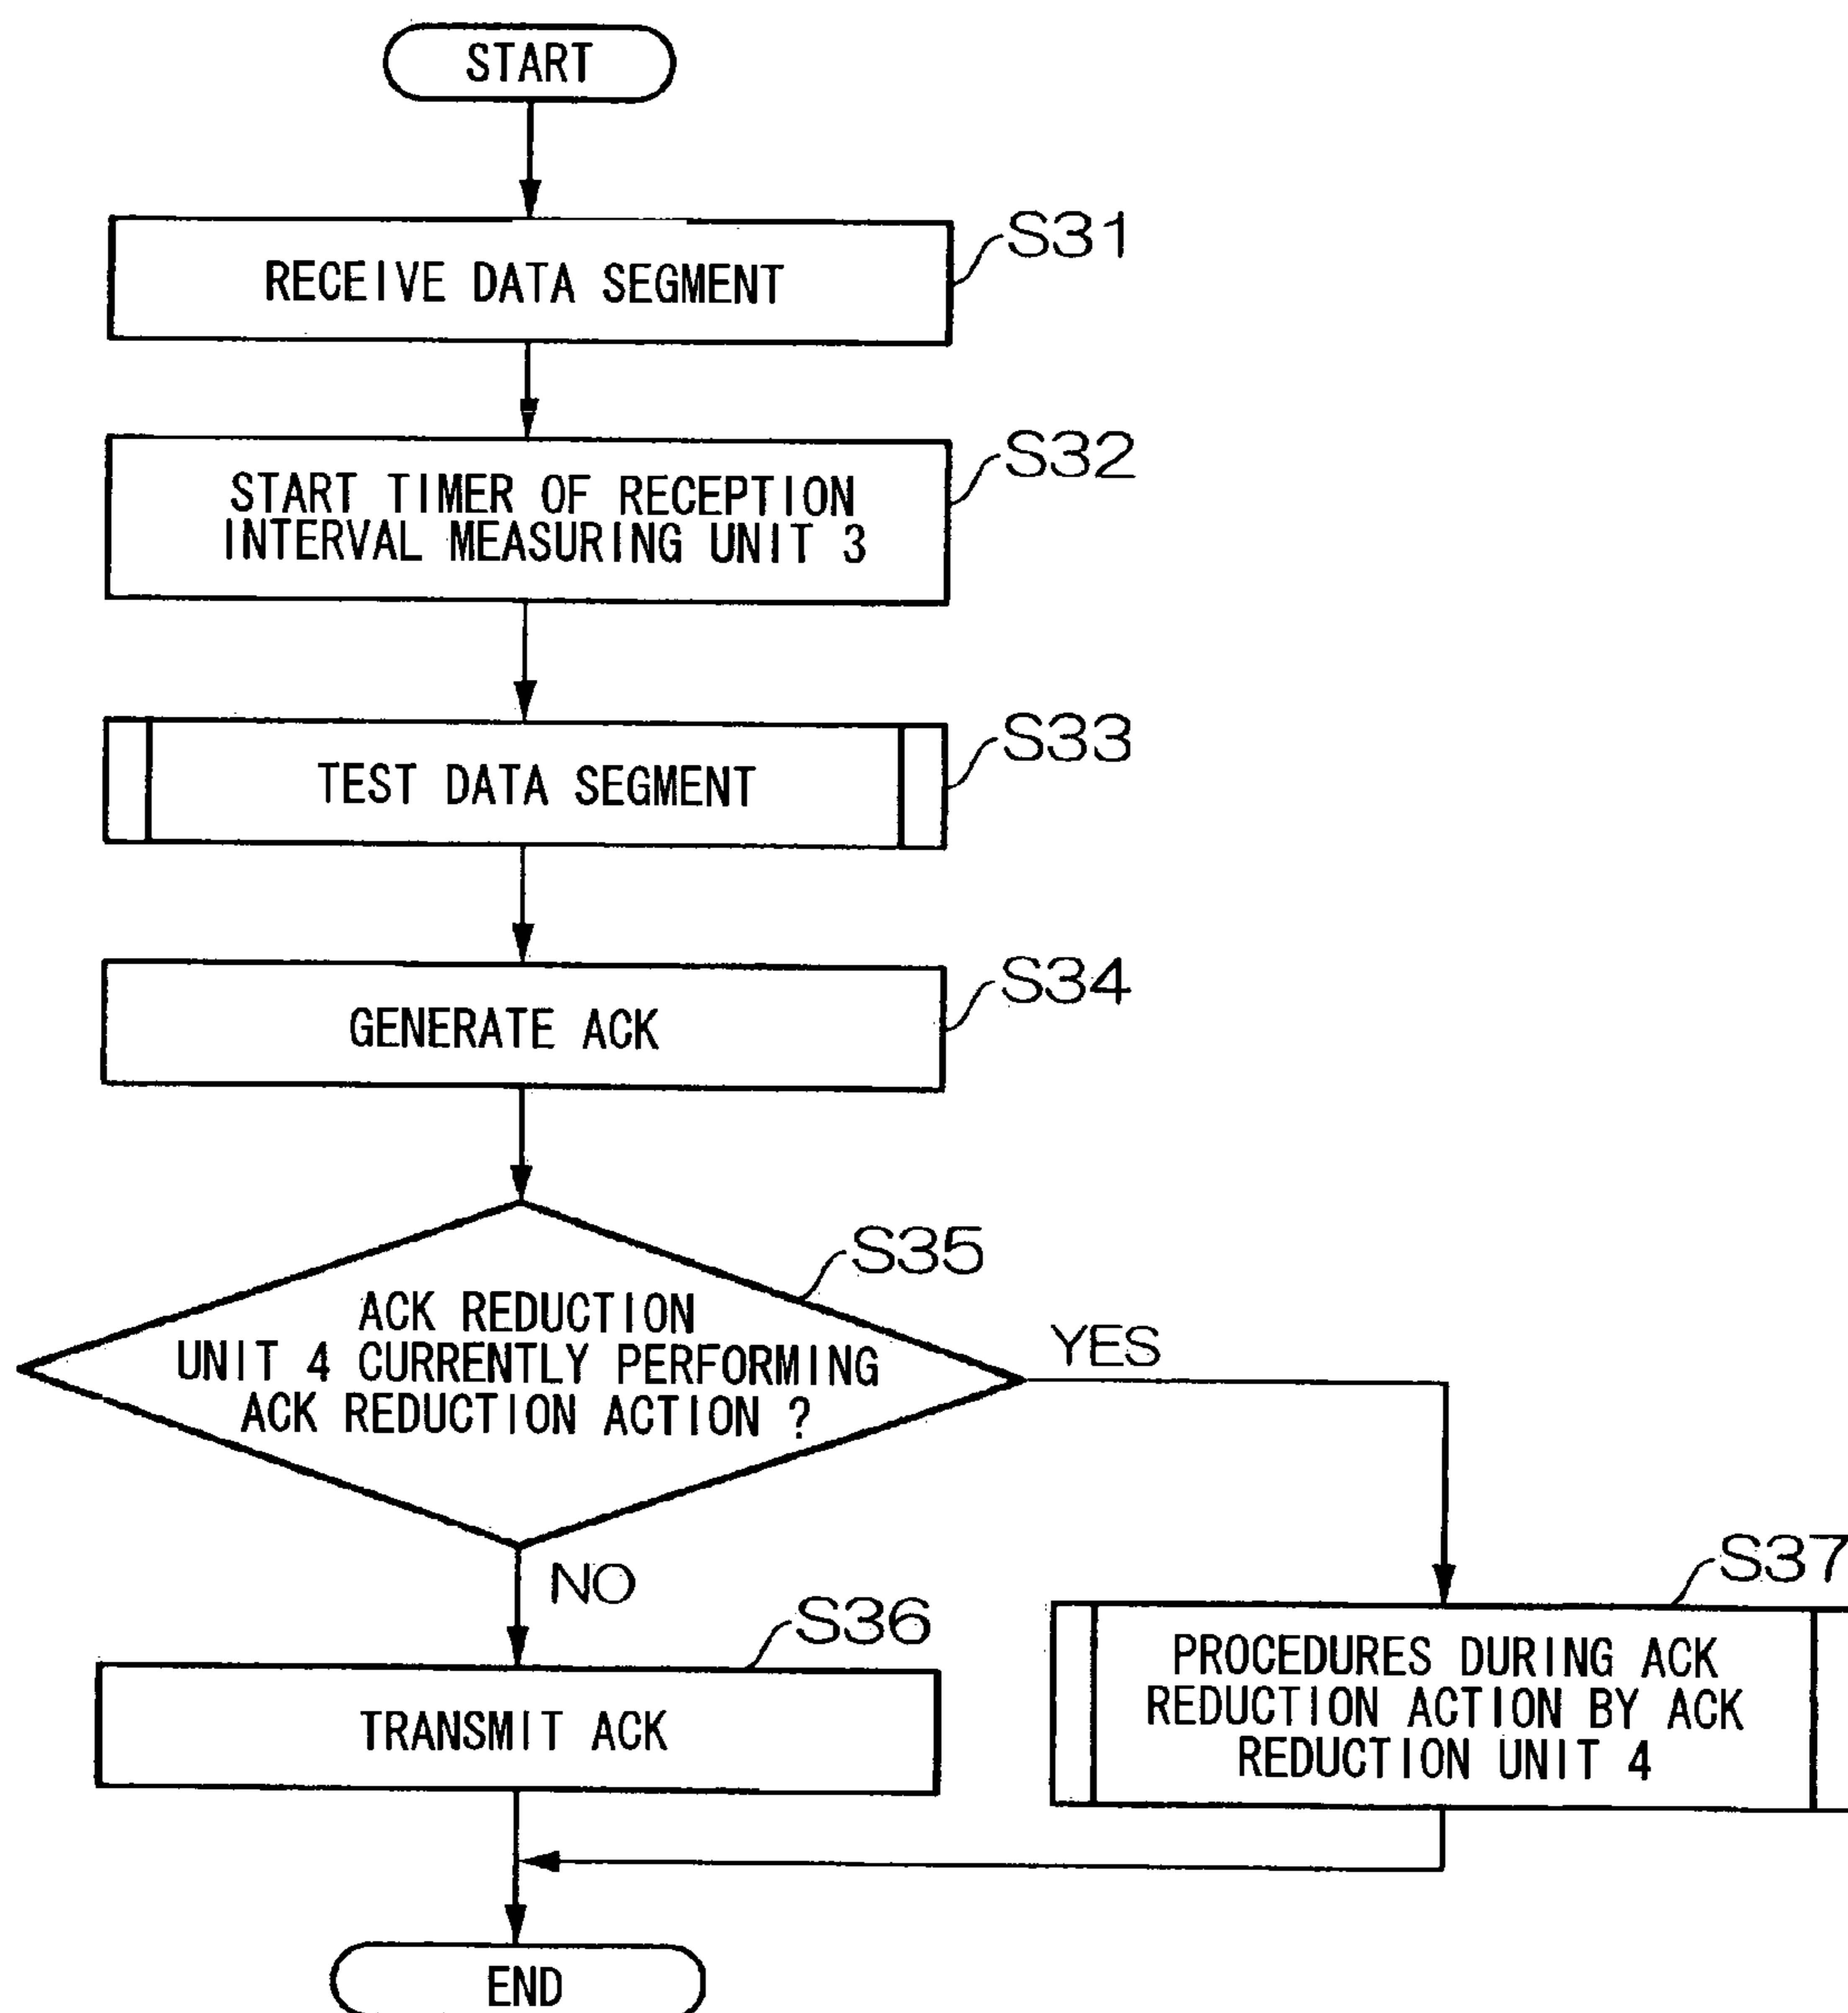 START
RECEIVE DATA SEGMENT
S31
START TIMER OF RECEPTION
INTERVAL MEASURING UNIT 3
S32
TEST DATA SEGMENT
S33
GENERATE ACK
S34
ACK REDUCTION
UNIT 4 CURRENTLY PERFORMING
ACK REDUCTION ACTION ?
S35
YES
NO
TRANSMIT ACK
S36
PROCEDURES DURING ACK
REDUCTION ACTION BY ACK
REDUCTION UNIT 4
S37
END